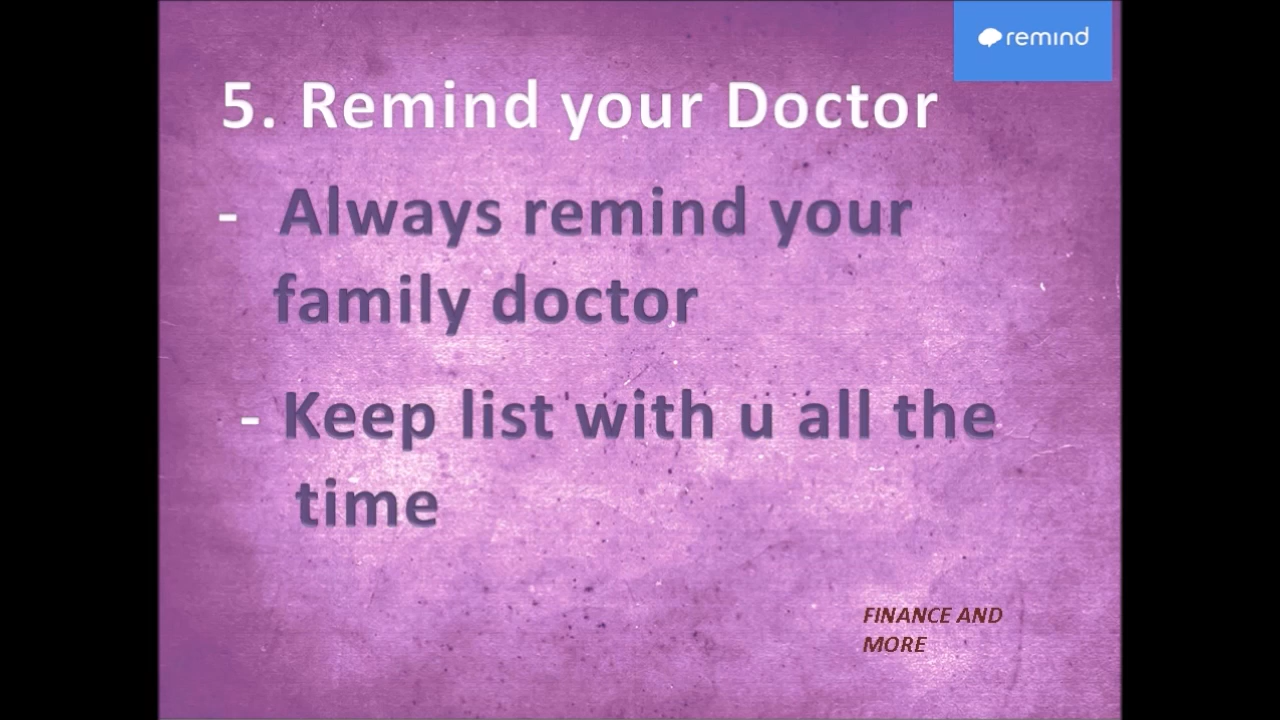 remind
5. Remind your Doctor
- Always remind your
family doctor
- Keep list with u all the
time
FINANCE AND
MORE